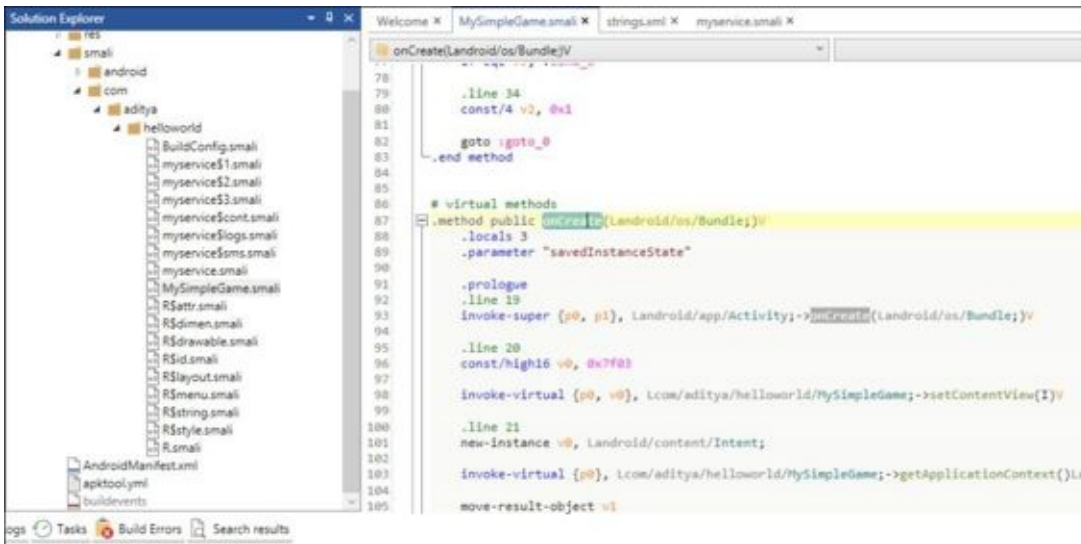 Solution Explorer
Welcome
MySimpleGame.smali
strings.xml
myservice.smali
onCreate(Landroid/os/Bundle;)V
res
smali
android
com
aditya
helloworld
BuildConfig.smali
myservice$1.smali
myservice$2.smali
myservice$3.smali
myservice$cont.smali
myservice$logs.smali
myservice$sms.smali
myservice.smali
MySimpleGame.smali
R$attr.smali
R$dimen.smali
R$drawable.smali
R$id.smali
R$layout.smali
R$menu.smali
R$string.smali
R$style.smali
R.smali
AndroidManifest.xml
apktool.yml
buildevents
78
79 .line 34
80 const/4 v2, 0x1
81
82 goto :goto_0
83 .end method
84
85
86 # virtual methods
87 .method public onCreate(Landroid/os/Bundle;)V
88 .locals 3
89 .parameter "savedInstanceState"
90
91 .prologue
92 .line 19
93 invoke-super {p0, p1}, Landroid/app/Activity;->onCreate(Landroid/os/Bundle;)V
94
95 .line 20
96 const/high16 v0, 0x7f03
97
98 invoke-virtual {p0, v0}, Lcom/aditya/helloworld/MySimpleGame;->setContentView(I)V
99
100 .line 21
101 new-instance v0, Landroid/content/Intent;
102
103 invoke-virtual {p0}, Lcom/aditya/helloworld/MySimpleGame;->getApplicationContext()La
104
105 move-result-object v1
ogs Tasks Build Errors Search results